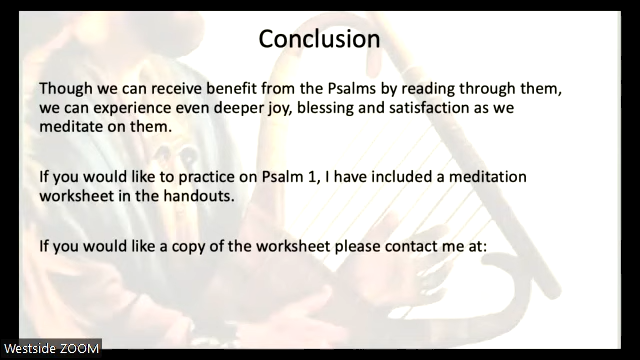 Conclusion
Though we can receive benefit from the Psalms by reading through them,
we can experience even deeper joy, blessing and satisfaction as we
meditate on them.
If you would like to practice on Psalm 1, I have included a meditation
worksheet in the handouts.
If you would like a copy of the worksheet please contact me at:
Westside ZOOM